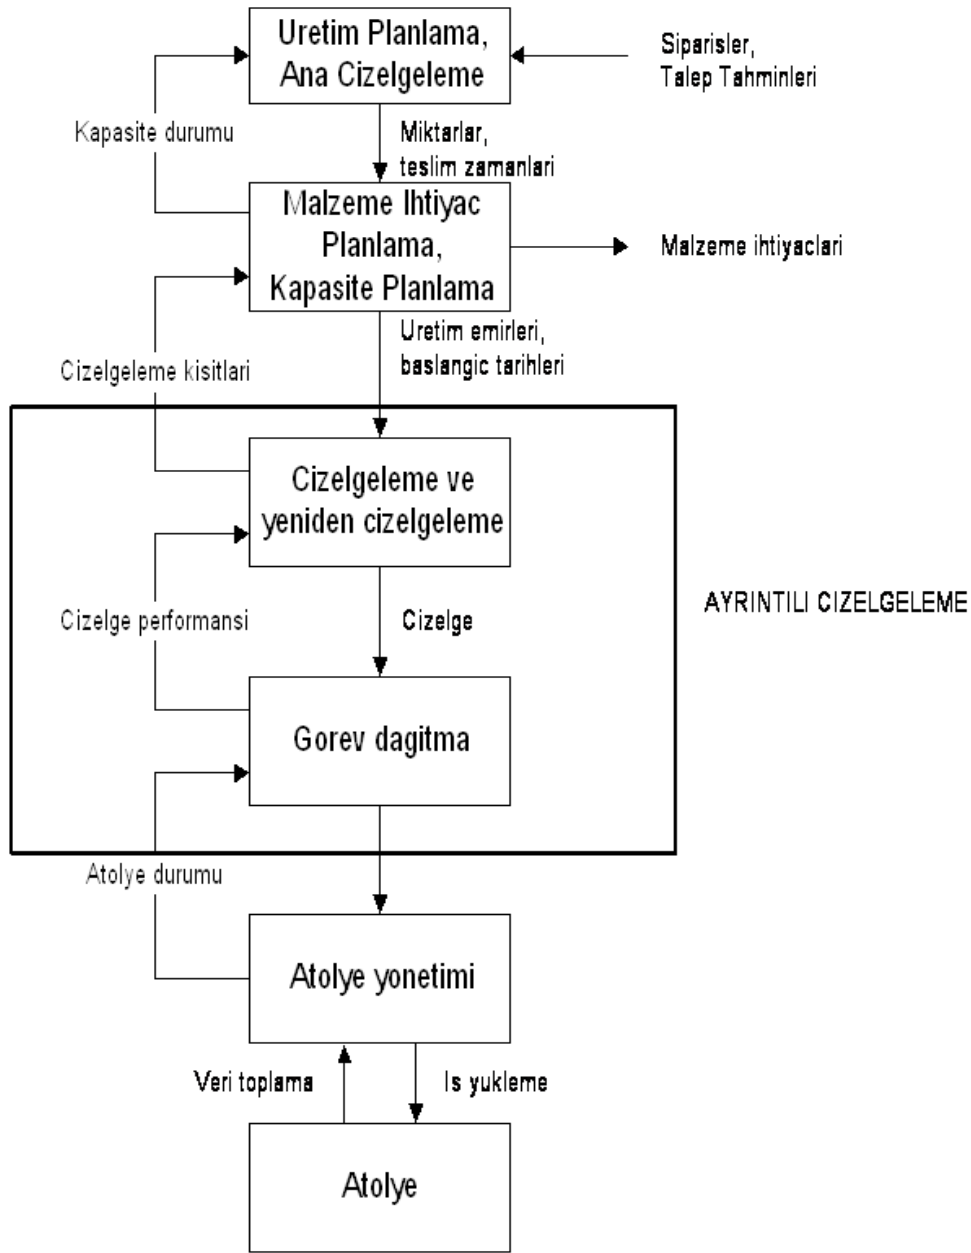 Uretim Planlama,
Ana Cizelgeleme
Siparisler,
Talep Tahminleri
Kapasite durumu
Miktarlar,
teslim zamanlari
Malzeme Ihtiyac
Planlama,
Kapasite Planlama
Malzeme ihtiyaclari
Uretim emirleri,
baslangic tarihleri
Cizelgeleme kisitlari
Cizelgeleme ve
yeniden cizelgeleme
AYRINTILI CIZELGELEME
Cizelge performansi
Cizelge
Gorev dagitma
Atolye durumu
Atolye yonetimi
Veri toplama
Is yukleme
Atolye